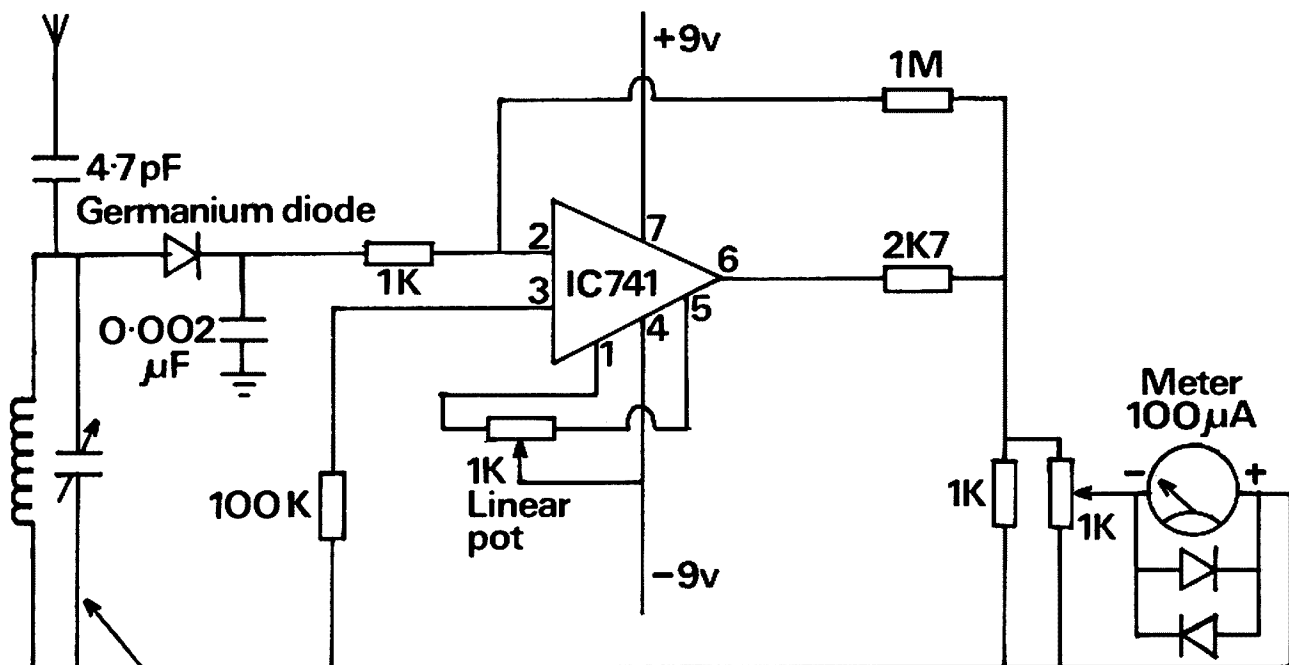 +9v
1M
4·7pF
Germanium diode
2
7
6
2K7
1K
IC741
3
5
0·002
µF
4
1
Meter
100µA
1K
Linear
pot
100K
1K
1K
-
+
-9v